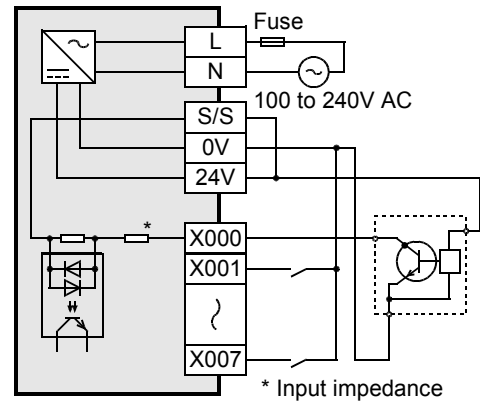 Fuse
L
N
100 to 240V AC
S/S
0V
24V
*
X000
X001
X007
* Input impedance